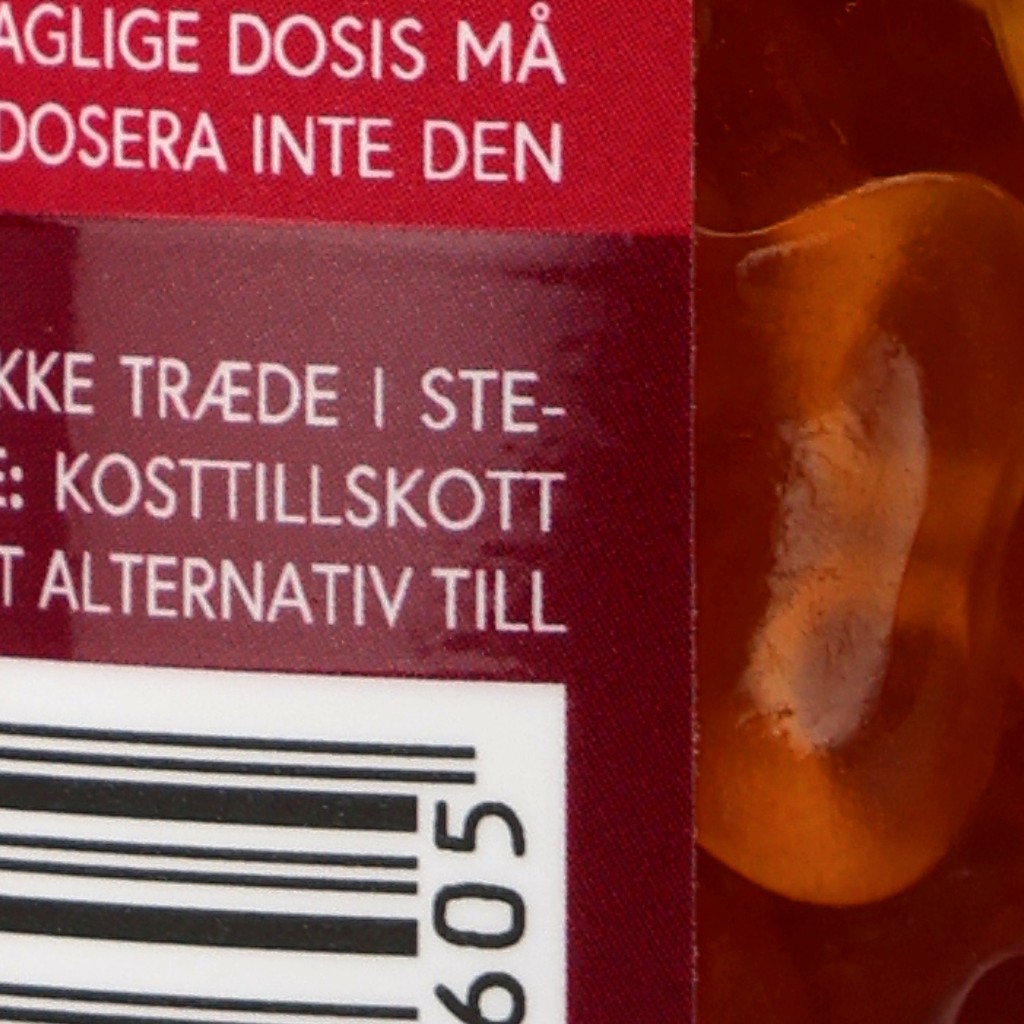 AGLIGE DOSIS MÅ
DOSERA INTE DEN
KKE TRÆDE I STE-
E: KOSTTILLSKOTT
T ALTERNATIV TILL
605